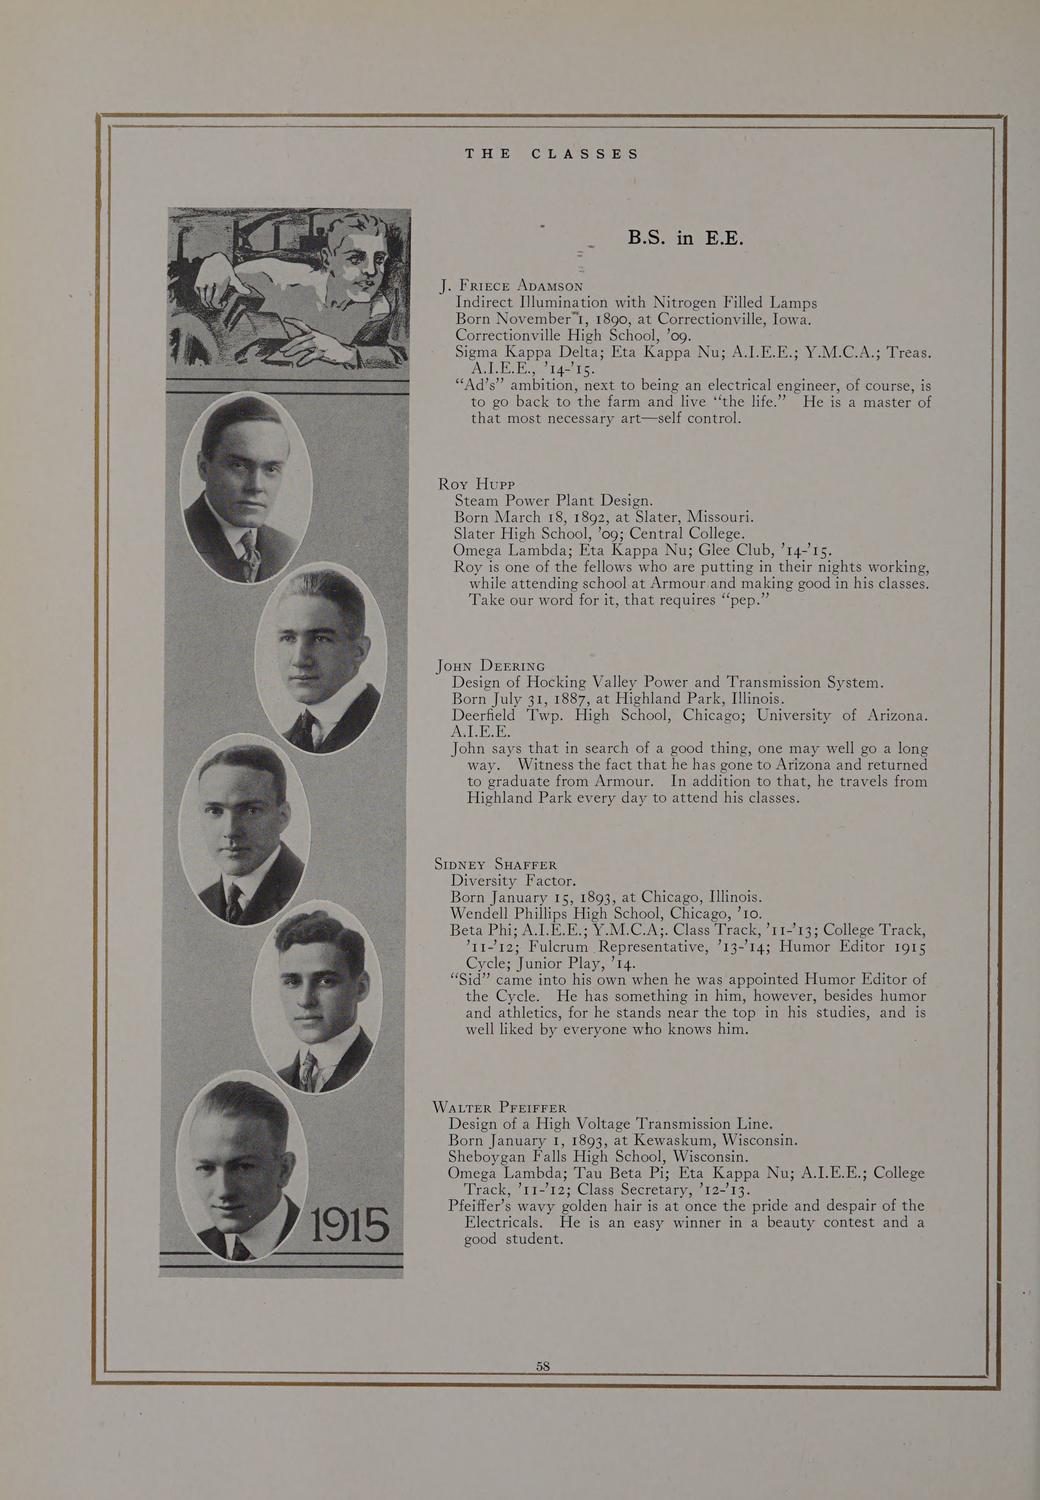 THE CLASSES
B.S. in E.E.
J. Friece Adamson
Indirect Illumination with Nitrogen Filled Lamps
Born November 1, 1890, at Correctionville, Iowa.
Correctionville High School, ’09.
Sigma Kappa Delta; Eta Kappa Nu; A.I.E.E.; Y.M.C.A.; Treas.
A.I.E.E., ’14-’15.
“Ad’s” ambition, next to being an electrical engineer, of course, is
to go back to the farm and live “the life.” He is a master of
that most necessary art—self control.
Roy Hupp
Steam Power Plant Design.
Born March 18, 1892, at Slater, Missouri.
Slater High School, ’09; Central College.
Omega Lambda; Eta Kappa Nu; Glee Club, ’14-’15.
Roy is one of the fellows who are putting in their nights working,
while attending school at Armour and making good in his classes.
Take our word for it, that requires “pep.”
John Deering
Design of Hocking Valley Power and Transmission System.
Born July 31, 1887, at Highland Park, Illinois.
Deerfield Twp. High School, Chicago; University of Arizona.
A.I.E.E.
John says that in search of a good thing, one may well go a long
way. Witness the fact that he has gone to Arizona and returned
to graduate from Armour. In addition to that, he travels from
Highland Park every day to attend his classes.
Sidney Shaffer
Diversity Factor.
Born January 15, 1893, at Chicago, Illinois.
Wendell Phillips High School, Chicago, ’10.
Beta Phi; A.I.E.E.; Y.M.C.A;. Class Track, ’11-’13; College Track,
’11-’12; Fulcrum Representative, ’13-’14; Humor Editor 1915
Cycle; Junior Play, ’14.
“Sid” came into his own when he was appointed Humor Editor of
the Cycle. He has something in him, however, besides humor
and athletics, for he stands near the top in his studies, and is
well liked by everyone who knows him.
Walter Pfeiffer
Design of a High Voltage Transmission Line.
Born January 1, 1893, at Kewaskum, Wisconsin.
Sheboygan Falls High School, Wisconsin.
Omega Lambda; Tau Beta Pi; Eta Kappa Nu; A.I.E.E.; College
Track, ’11-’12; Class Secretary, ’12-’13.
Pfeiffer’s wavy golden hair is at once the pride and despair of the
Electricals. He is an easy winner in a beauty contest and a
good student.
1915
58